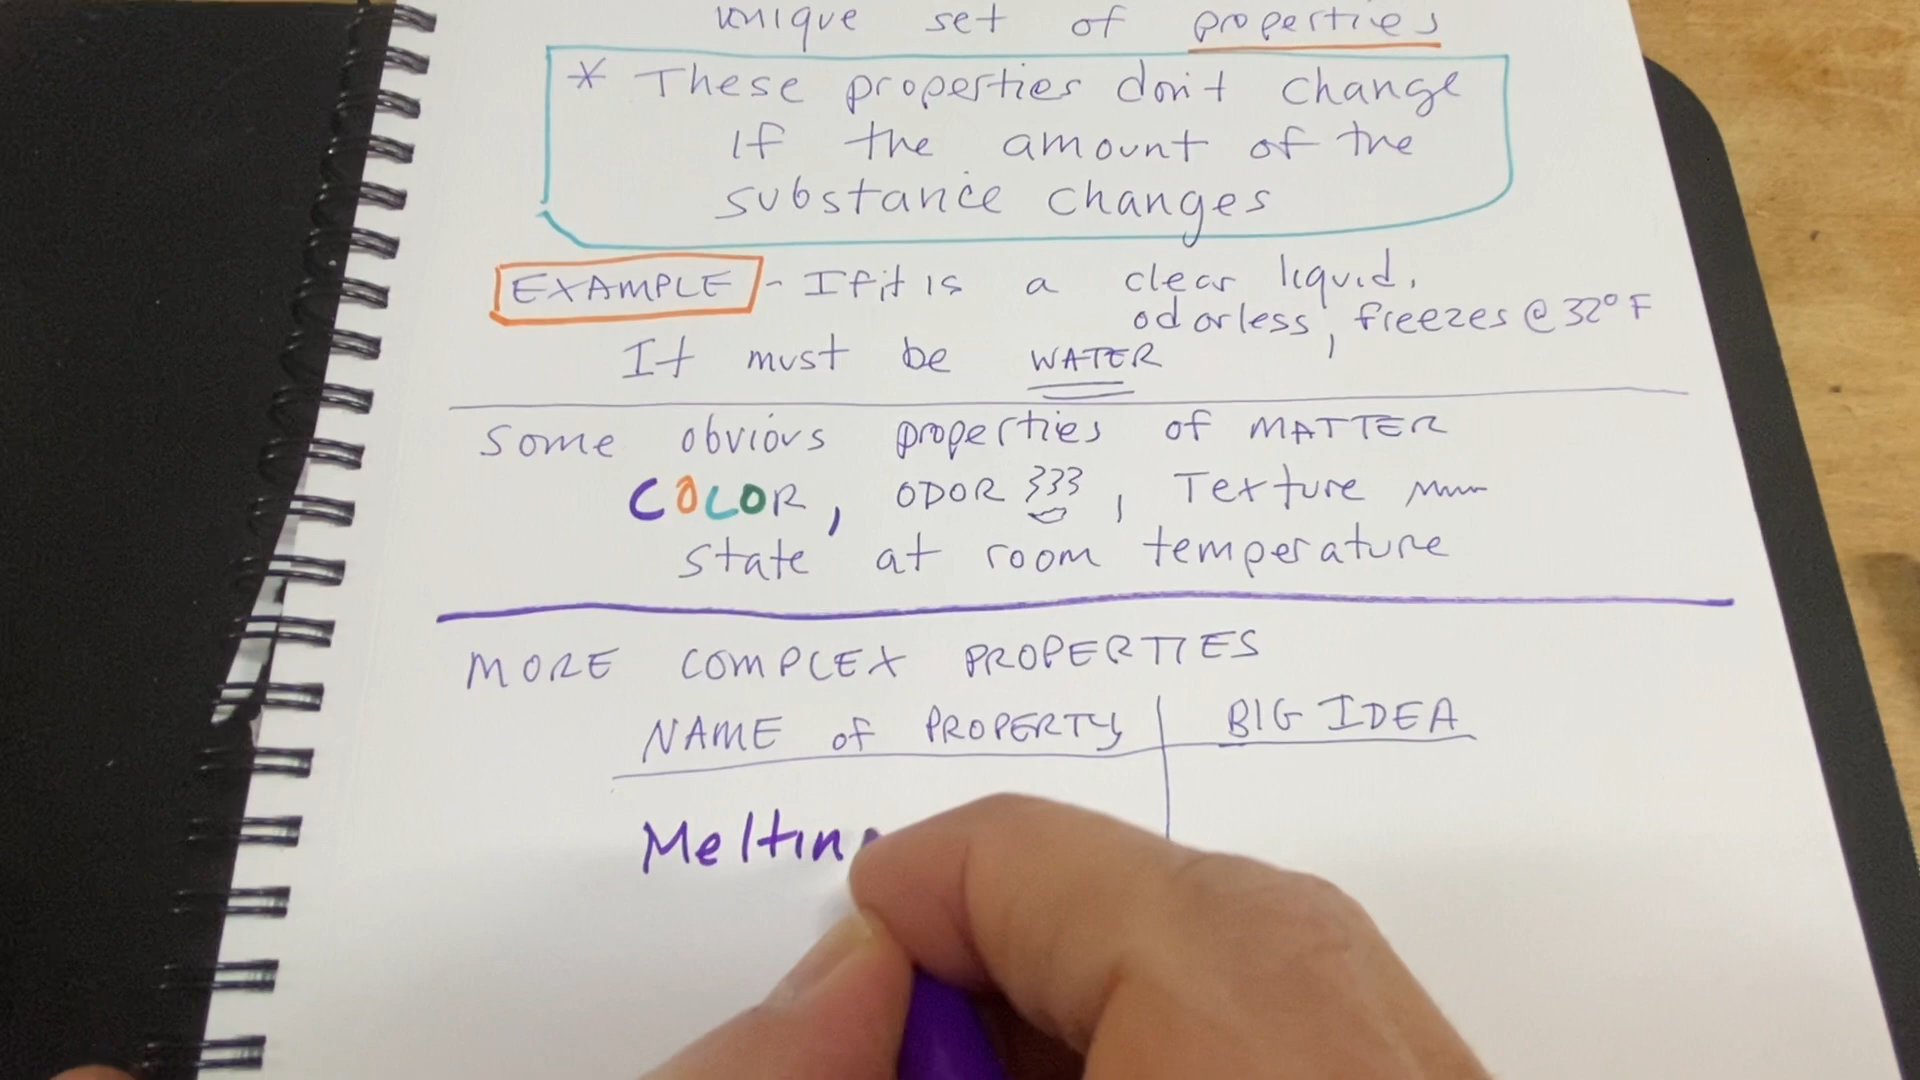 unique set of properties
* These properties don't change
If the amount of the
substance changes
EXAMPLE - If it is a clear liquid,
odorless, freezes @ 32° F
It must be WATER
Some obvious properties of MATTER
COLOR, ODOR, Texture
state at room temperature
MORE COMPLEX PROPERTIES
NAME of PROPERTY BIG IDEA
Meltin